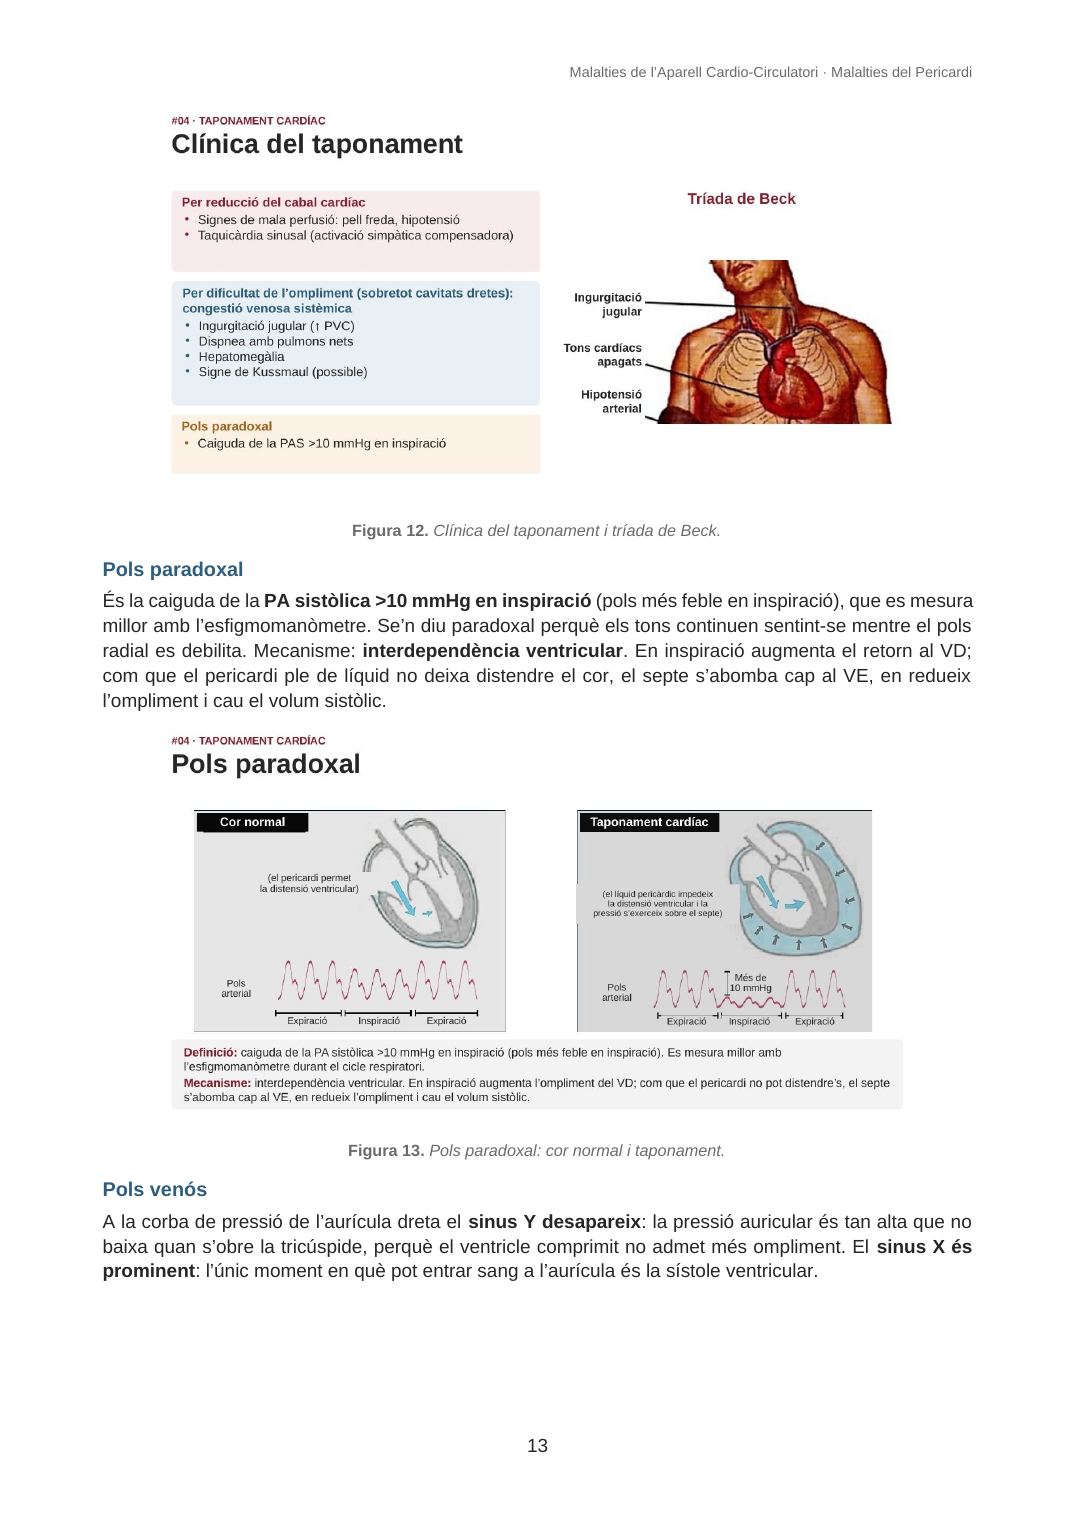 Malalties de l’Aparell Cardio-Circulatori · Malalties del Pericardi
#04 · TAPONAMENT CARDÍAC
Clínica del taponament
Per reducció del cabal cardíac
• Signes de mala perfusió: pell freda, hipotensió
• Taquicàrdia sinusal (activació simpàtica compensadora)
Per dificultat de l’ompliment (sobretot cavitats dretes):
congestió venosa sistèmica
• Ingurgitació jugular (↑ PVC)
• Dispnea amb pulmons nets
• Hepatomegàlia
• Signe de Kussmaul (possible)
Pols paradoxal
• Caiguda de la PAS >10 mmHg en inspiració
Tríada de Beck
Ingurgitació
jugular
Tons cardíacs
apagats
Hipotensió
arterial
Figura 12. Clínica del taponament i tríada de Beck.
Pols paradoxal
És la caiguda de la PA sistòlica >10 mmHg en inspiració (pols més feble en inspiració), que es mesura
millor amb l’esfigmomanòmetre. Se’n diu paradoxal perquè els tons continuen sentint-se mentre el pols
radial es debilita. Mecanisme: interdependència ventricular. En inspiració augmenta el retorn al VD;
com que el pericardi ple de líquid no deixa distendre el cor, el septe s’abomba cap al VE, en redueix
l’ompliment i cau el volum sistòlic.
#04 · TAPONAMENT CARDÍAC
Pols paradoxal
Cor normal
(el pericardi permet
la distensió ventricular)
Pols
arterial
Expiració Inspiració Expiració
Taponament cardíac
(el líquid pericàrdic impedeix
la distensió ventricular i la
pressió s’exerceix sobre el septe)
Més de
10 mmHg
Pols
arterial
Expiració Inspiració Expiració
Definició: caiguda de la PA sistòlica >10 mmHg en inspiració (pols més feble en inspiració). Es mesura millor amb
l’esfigmomanòmetre durant el cicle respiratori.
Mecanisme: interdependència ventricular. En inspiració augmenta l’ompliment del VD; com que el pericardi no pot distendre’s, el septe
s’abomba cap al VE, en redueix l’ompliment i cau el volum sistòlic.
Figura 13. Pols paradoxal: cor normal i taponament.
Pols venós
A la corba de pressió de l’aurícula dreta el sinus Y desapareix: la pressió auricular és tan alta que no
baixa quan s’obre la tricúspide, perquè el ventricle comprimit no admet més ompliment. El sinus X és
prominent: l’únic moment en què pot entrar sang a l’aurícula és la sístole ventricular.
13